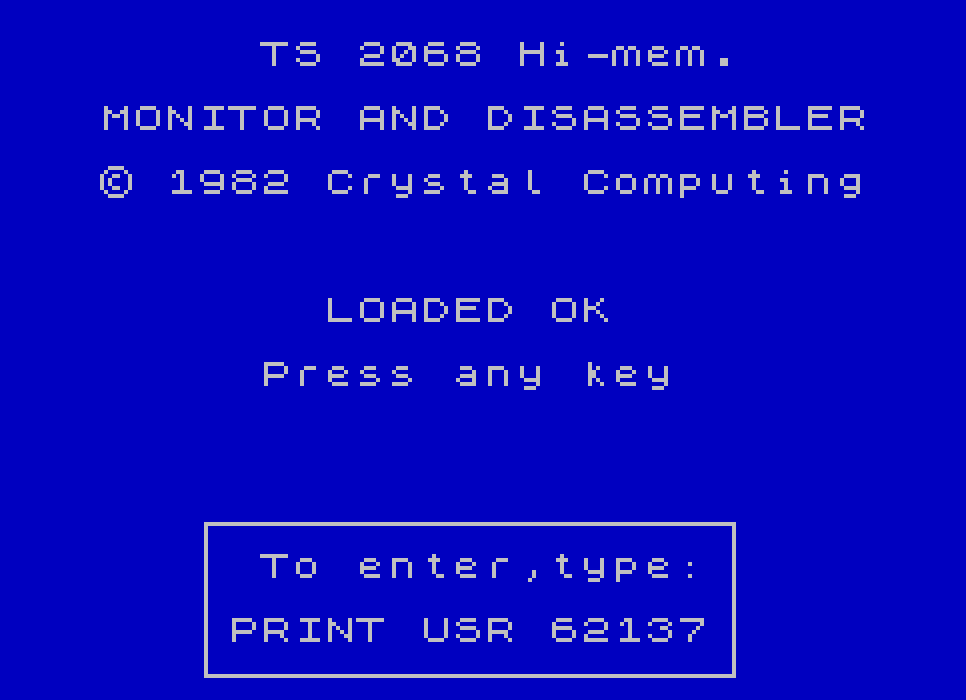 TS 2068 Hi-mem.
MONITOR AND DISASSEMBLER
© 1982 Crystal Computing
LOADED OK
Press any key
To enter,type:
PRINT USR 62137